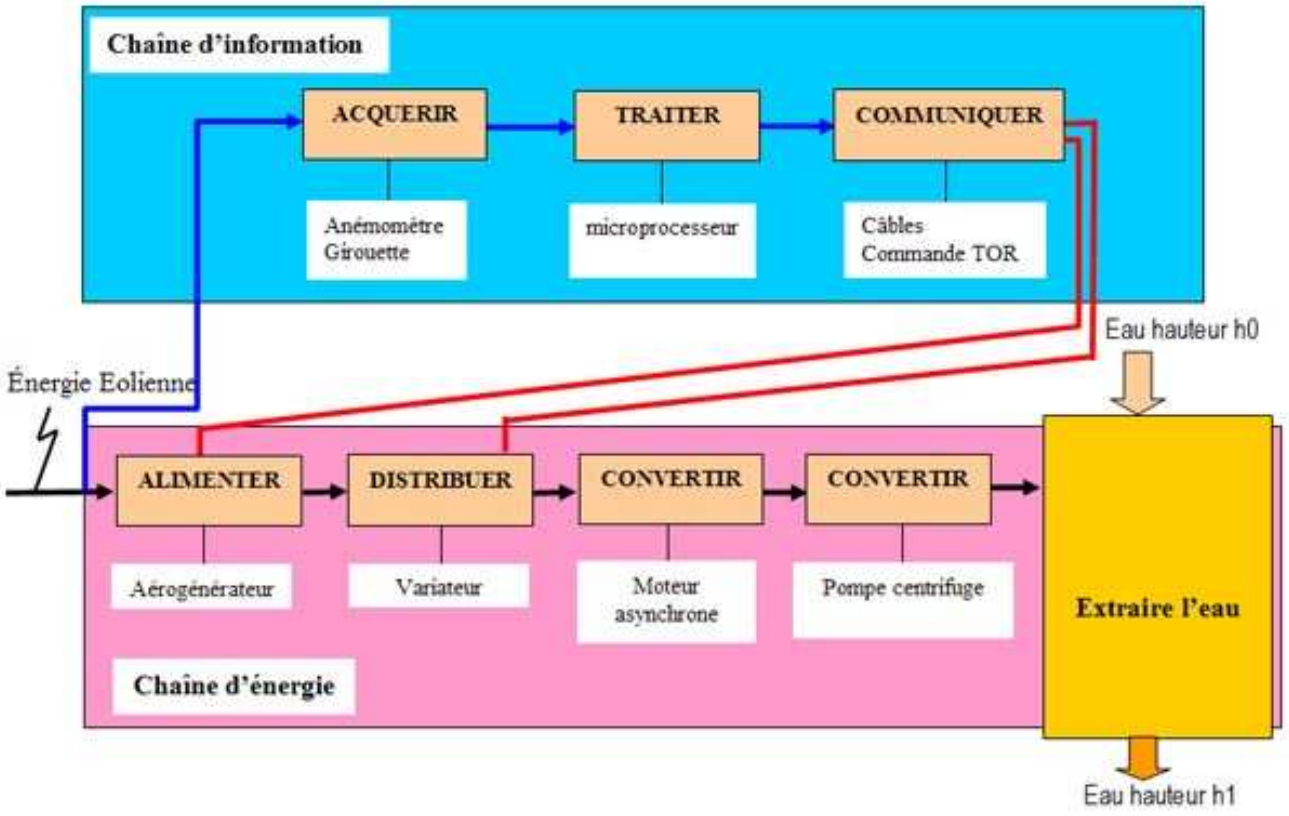 Chaîne d'information
ACQUERIR
TRAITER
COMMUNIQUER
Anémomètre
Girouette
microprocesseur
Câbles
Commande TOR
Eau hauteur h0
Énergie Eolienne
ALIMENTER
DISTRIBUER
CONVERTIR
CONVERTIR
Aérogénérateur
Variateur
Moteur
asynchrone
Pompe centrifuge
Extraire l'eau
Chaîne d'énergie
Eau hauteur h1